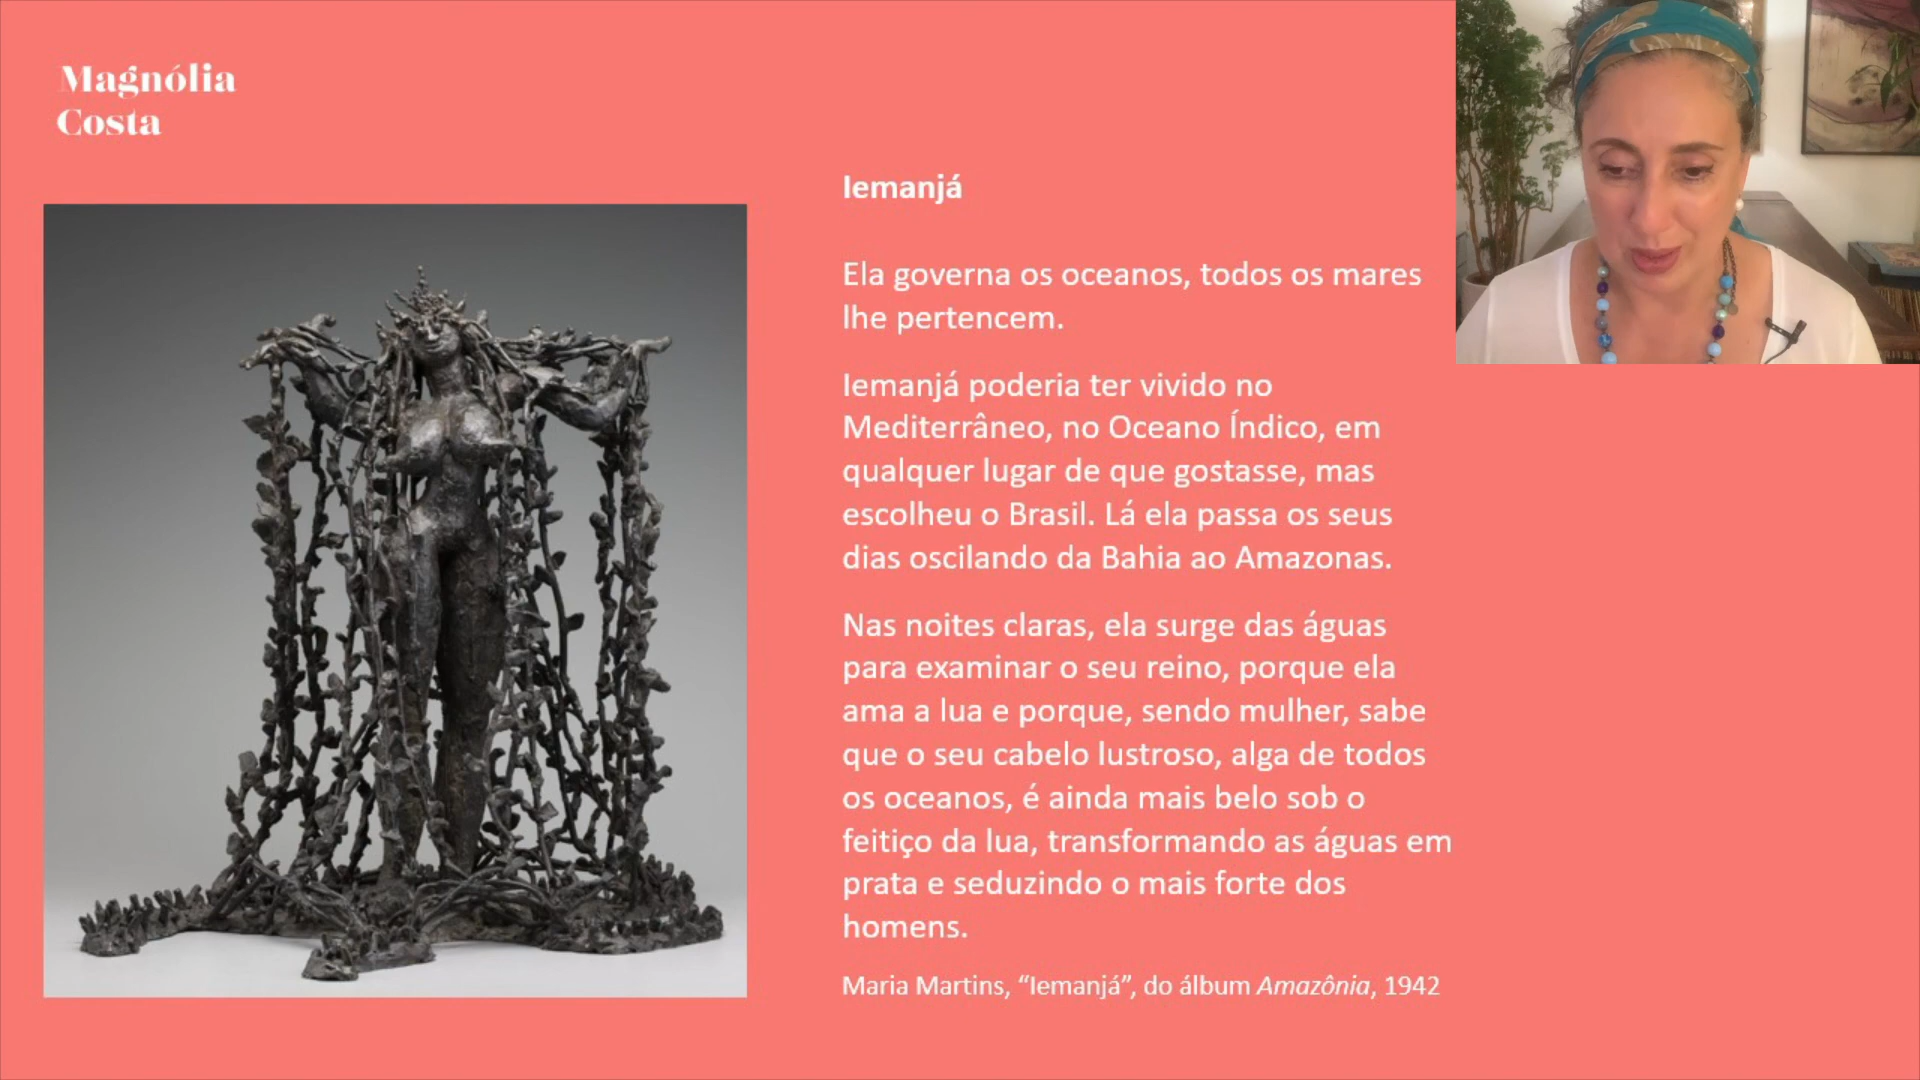 Magnólia
Costa
Iemanjá
Ela governa os oceanos, todos os mares
lhe pertencem.
Iemanjá poderia ter vivido no
Mediterrâneo, no Oceano Índico, em
qualquer lugar de que gostasse, mas
escolheu o Brasil. Lá ela passa os seus
dias oscilando da Bahia ao Amazonas.
Nas noites claras, ela surge das águas
para examinar o seu reino, porque ela
ama a lua e porque, sendo mulher, sabe
que o seu cabelo lustroso, alga de todos
os oceanos, é ainda mais belo sob o
feitiço da lua, transformando as águas em
prata e seduzindo o mais forte dos
homens.
Maria Martins, “Iemanjá”, do álbum Amazônia, 1942